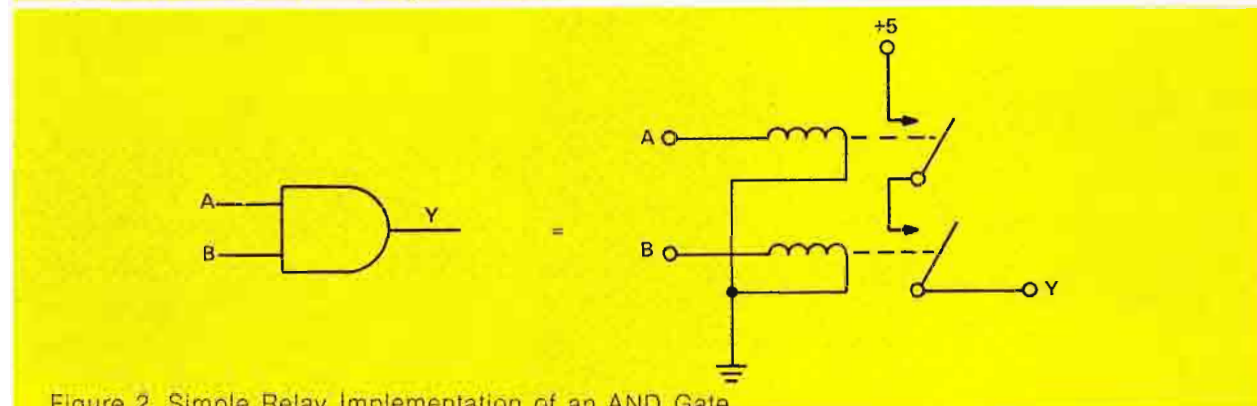 +5
A
A
Y
B
=
B
Y
Figure 2. Simple Relay Implementation of an AND Gate